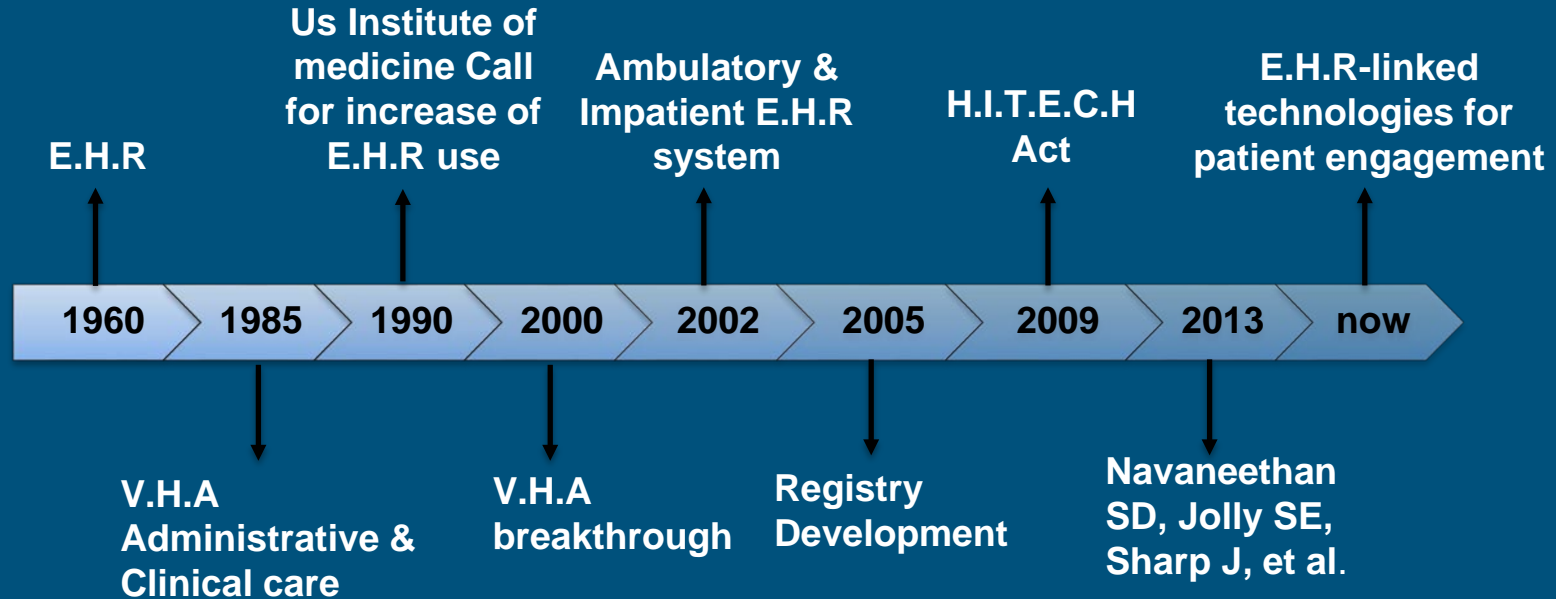 Us Institute of
medicine Call
for increase of
E.H.R use
E.H.R
Ambulatory &
Impatient E.H.R
system
H.I.T.E.C.H
Act
E.H.R-linked
technologies for
patient engagement
1960
1985
1990
2000
2002
2005
2009
2013
now
V.H.A
Administrative &
Clinical care
V.H.A
breakthrough
Registry
Development
Navaneethan
SD, Jolly SE,
Sharp J, et al.